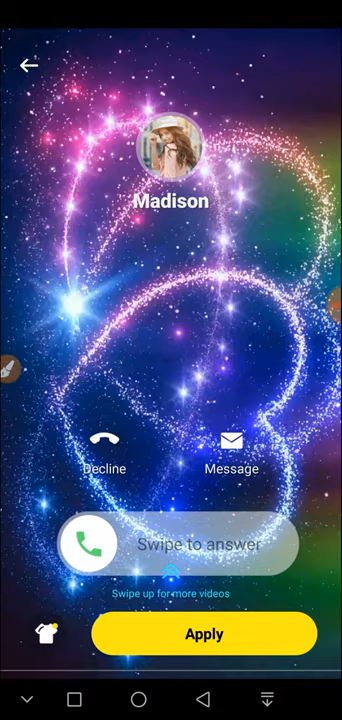 Madison
Decline
Message
Swipe to answer
Swipe up for more videos
Apply